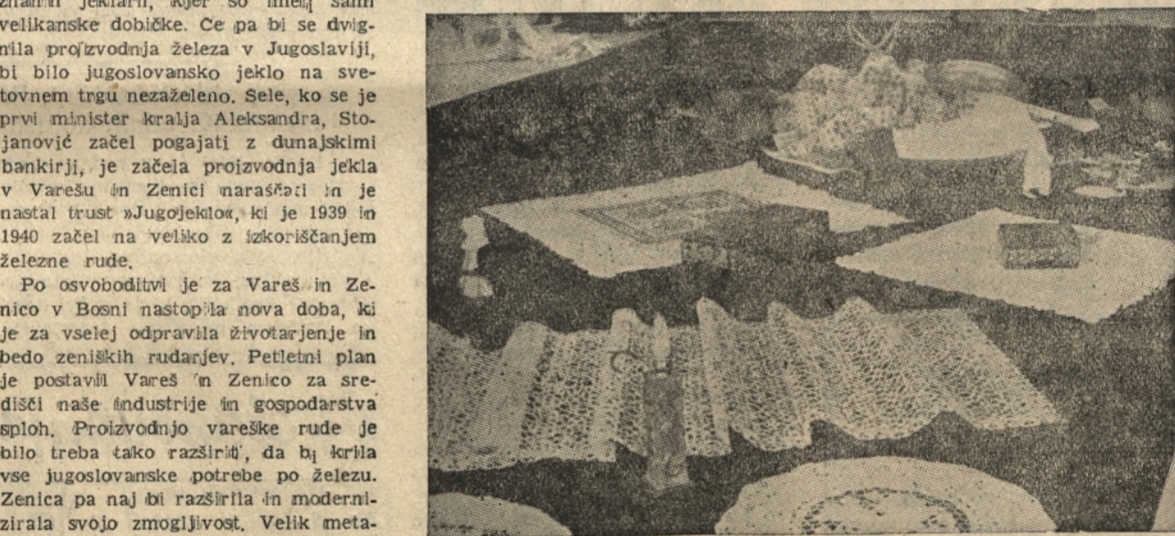 jeklarn, kjer so imeli sami
velikanske dobičke. Če pa bi se dvig-
nila proizvodnja železa v Jugoslaviji,
bi bilo jugoslovansko jeklo na sve-
tovnem trgu nezaželeno. Sele, ko se je
prvi minister kralja Aleksandra, Sto-
janović začel pogajati z dunajskimi
bankirji, je začela proizvodnja jekla
v Varešu in Zenici naraščati in je
nastal trust »Jugojeklo«, ki je 1939 in
1940 začel na veliko z izkoriščanjem
železne rude.
Po osvoboditvi je za Vareš in Ze-
nico v Bosni nastopila nova doba, ki
je za vselej odpravila životarjenje in
bedo zeniških rudarjev. Petletni plan
je postavil Vareš in Zenico za sre-
dišči naše industrije in gospodarstva
sploh. Proizvodnjo vareške rude je
bilo treba tako razširiti, da bi krila
vse jugoslovanske potrebe po železu.
Zenica pa naj bi razširila in moderni-
zirala svojo zmogljivost. Velik meta-